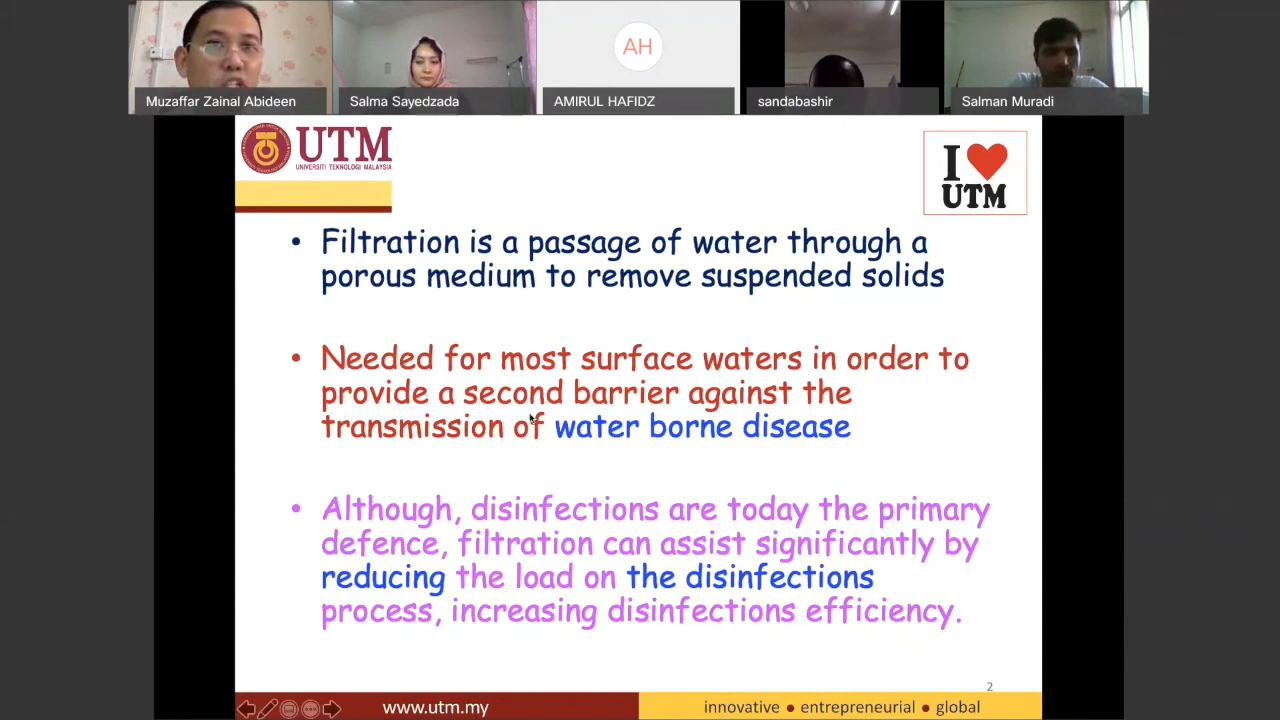 AH
Muzaffar Zainal Abideen
Salma Sayedzada
AMIRUL HAFIDZ
sandabashir
Salman Muradi
UTM
UNIVERSITI TEKNOLOGI MALAYSIA
I
UTM
• Filtration is a passage of water through a
porous medium to remove suspended solids
• Needed for most surface waters in order to
provide a second barrier against the
transmission of water borne disease
• Although, disinfections are today the primary
defence, filtration can assist significantly by
reducing the load on the disinfections
process, increasing disinfections efficiency.
2
www.utm.my
innovative ● entrepreneurial ● global